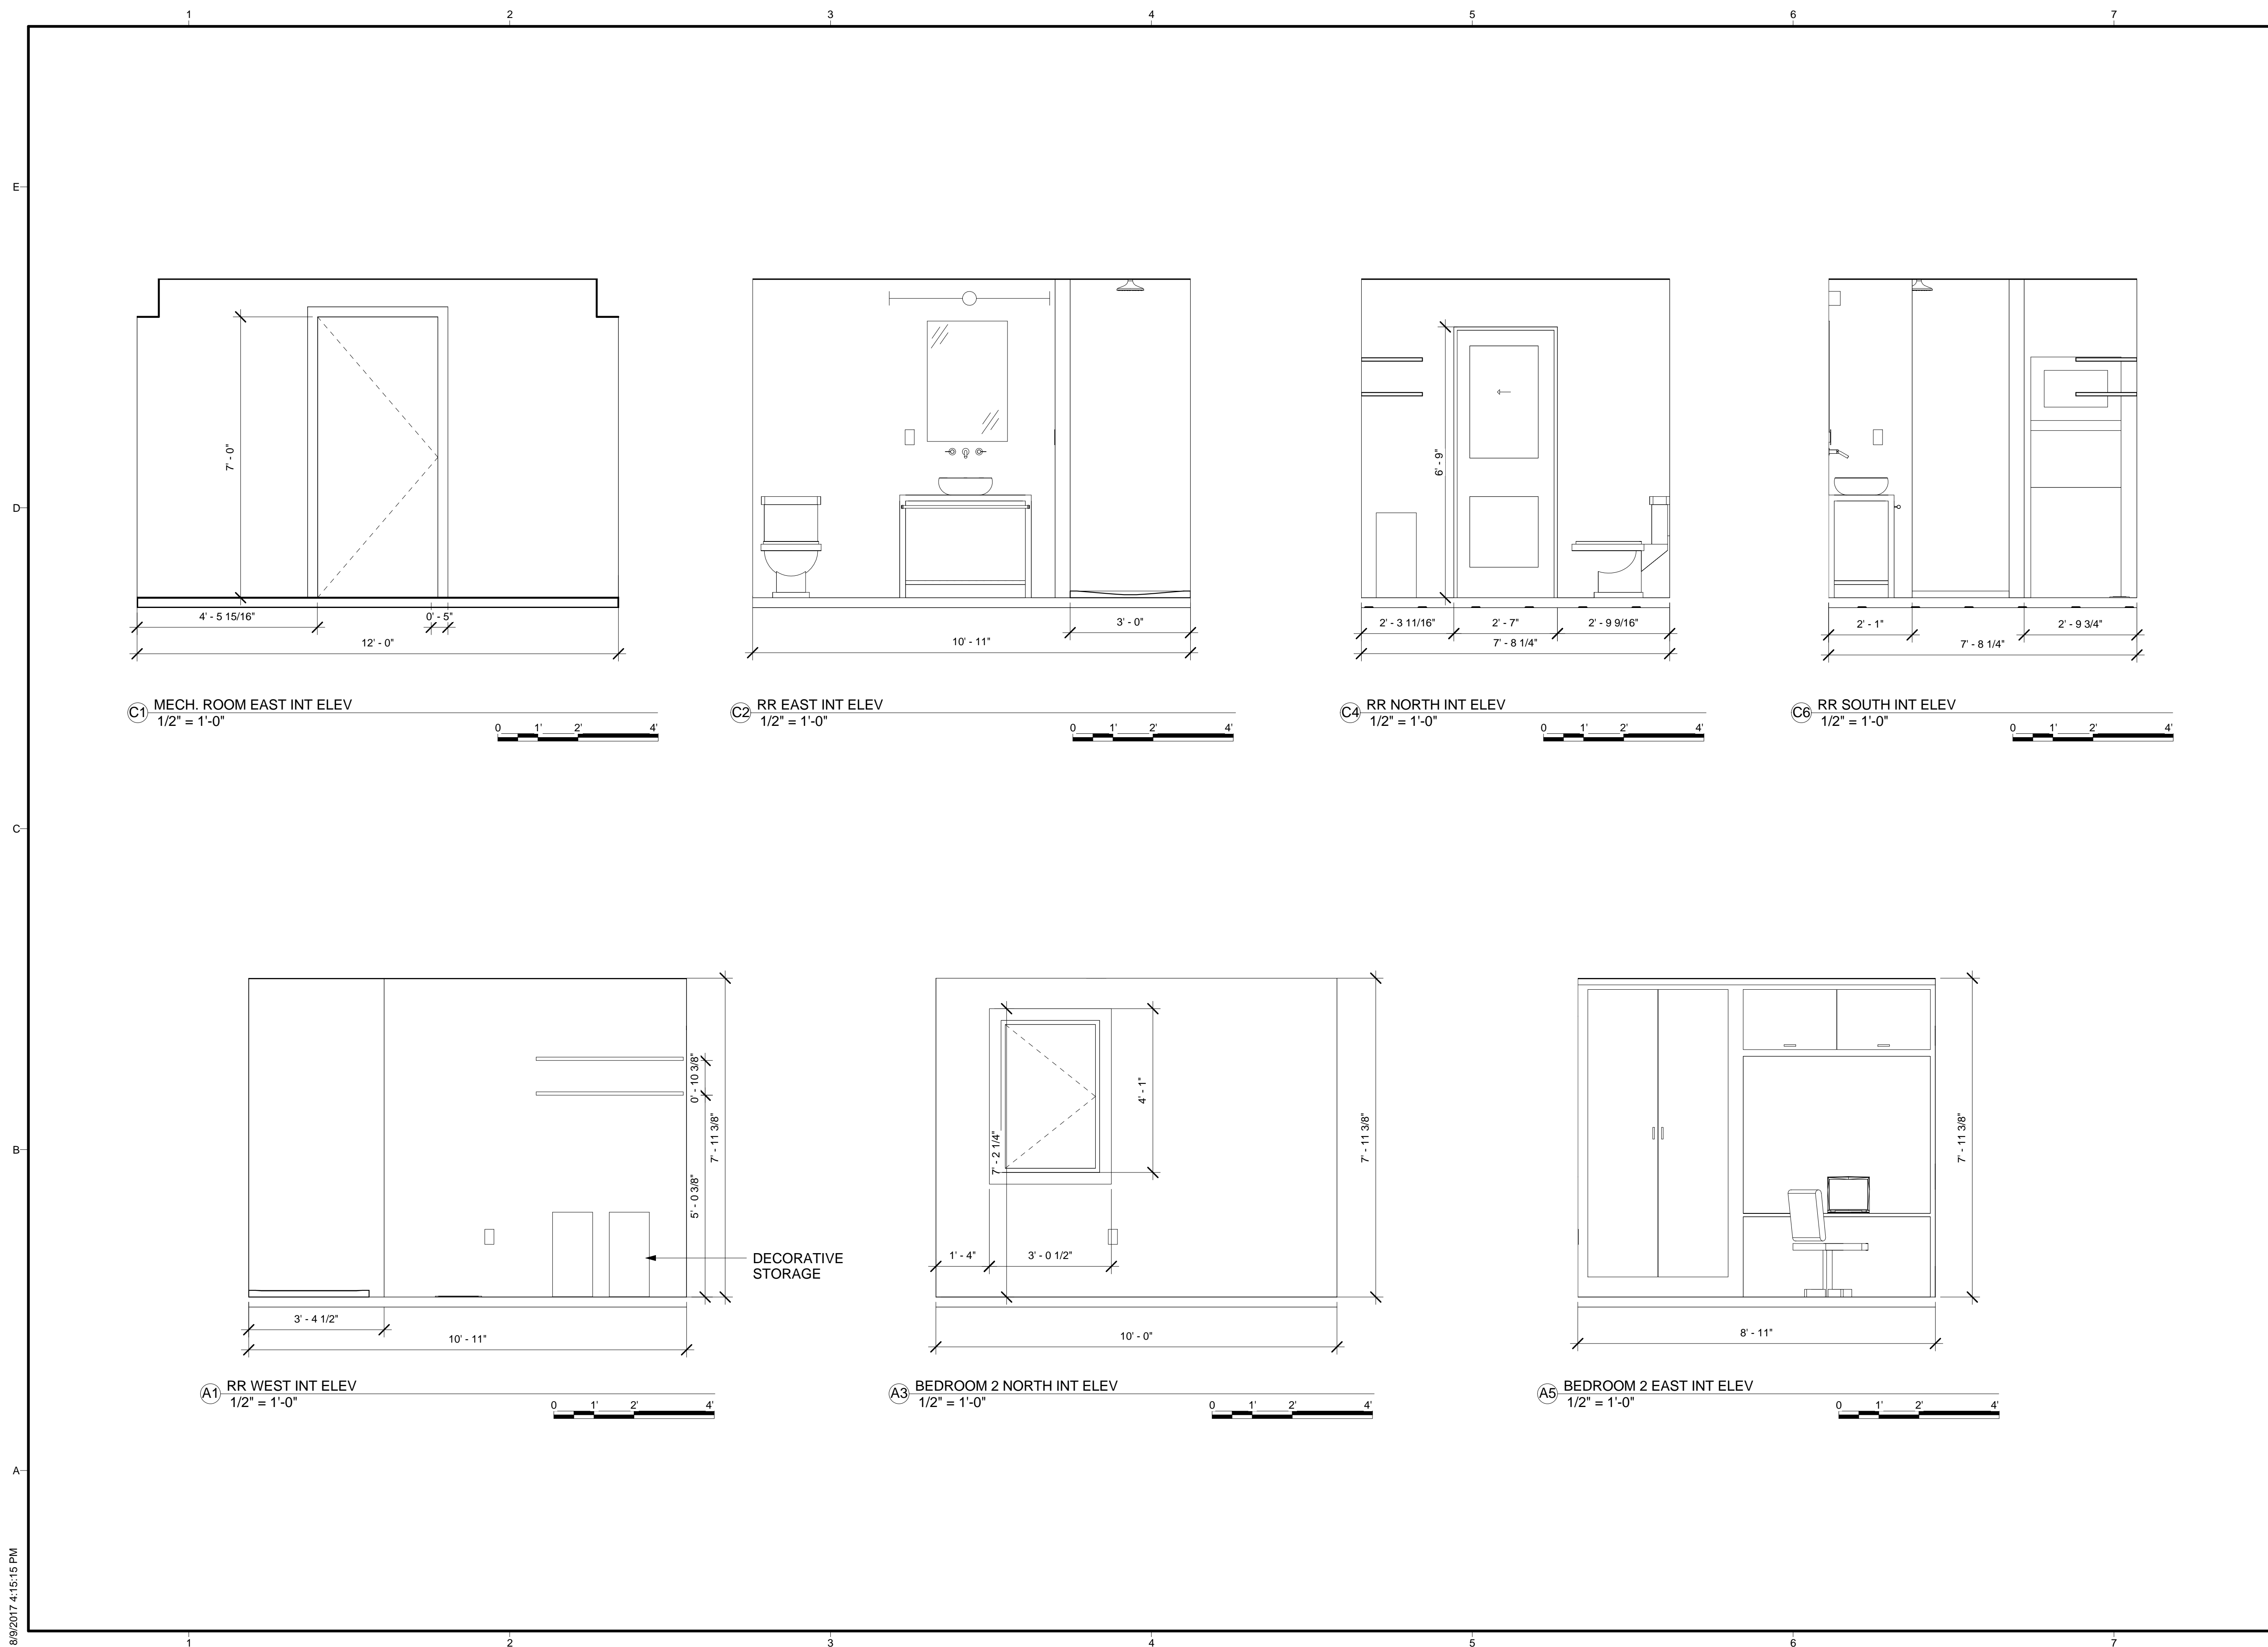 1 2 3 4 5 6 7
E
D
C
B
A
7' - 0"
4' - 5 15/16"
0' - 5"
12' - 0"
C1 MECH. ROOM EAST INT ELEV
1/2" = 1'-0"
0 1' 2' 4'
3' - 0"
10' - 11"
C2 RR EAST INT ELEV
1/2" = 1'-0"
0 1' 2' 4'
6' - 9"
2' - 3 11/16"
2' - 7"
2' - 9 9/16"
7' - 8 1/4"
C4 RR NORTH INT ELEV
1/2" = 1'-0"
0 1' 2' 4'
2' - 1"
2' - 9 3/4"
7' - 8 1/4"
C6 RR SOUTH INT ELEV
1/2" = 1'-0"
0 1' 2' 4'
0' - 10 3/8"
7' - 11 3/8"
5' - 0 3/8"
DECORATIVE
STORAGE
3' - 4 1/2"
10' - 11"
A1 RR WEST INT ELEV
1/2" = 1'-0"
0 1' 2' 4'
4' - 1"
7' - 2 1/4"
7' - 11 3/8"
1' - 4"
3' - 0 1/2"
10' - 0"
A3 BEDROOM 2 NORTH INT ELEV
1/2" = 1'-0"
0 1' 2' 4'
7' - 11 3/8"
8' - 11"
A5 BEDROOM 2 EAST INT ELEV
1/2" = 1'-0"
0 1' 2' 4'
8/9/2017 4:15:15 PM
1 2 3 4 5 6 7